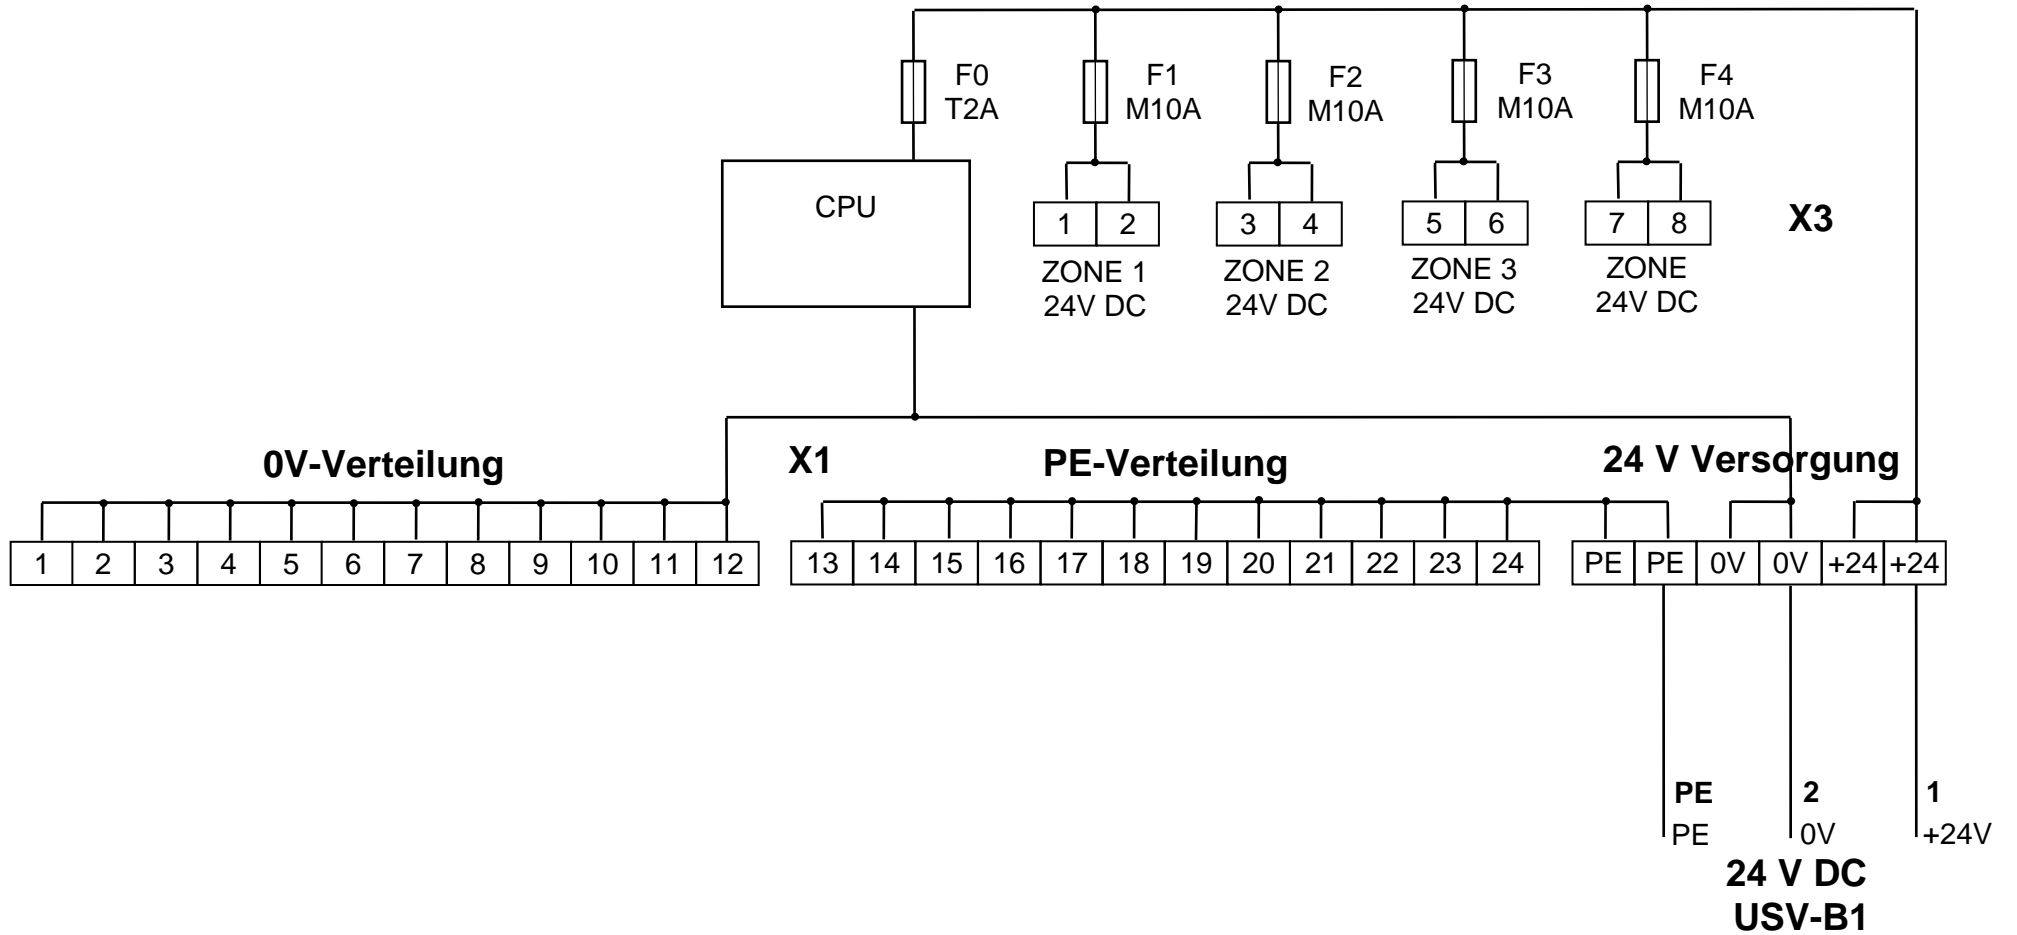 F0
T2A
F1
M10A
F2
M10A
F3
M10A
F4
M10A
CPU
1 2
3 4
5 6
7 8
X3
ZONE 1
24V DC
ZONE 2
24V DC
ZONE 3
24V DC
ZONE
24V DC
0V-Verteilung
X1
PE-Verteilung
24 V Versorgung
1 2 3 4 5 6 7 8 9 10 11 12
13 14 15 16 17 18 19 20 21 22 23 24
PE PE 0V 0V +24 +24
PE 2 1
PE 0V +24V
24 V DC
USV-B1